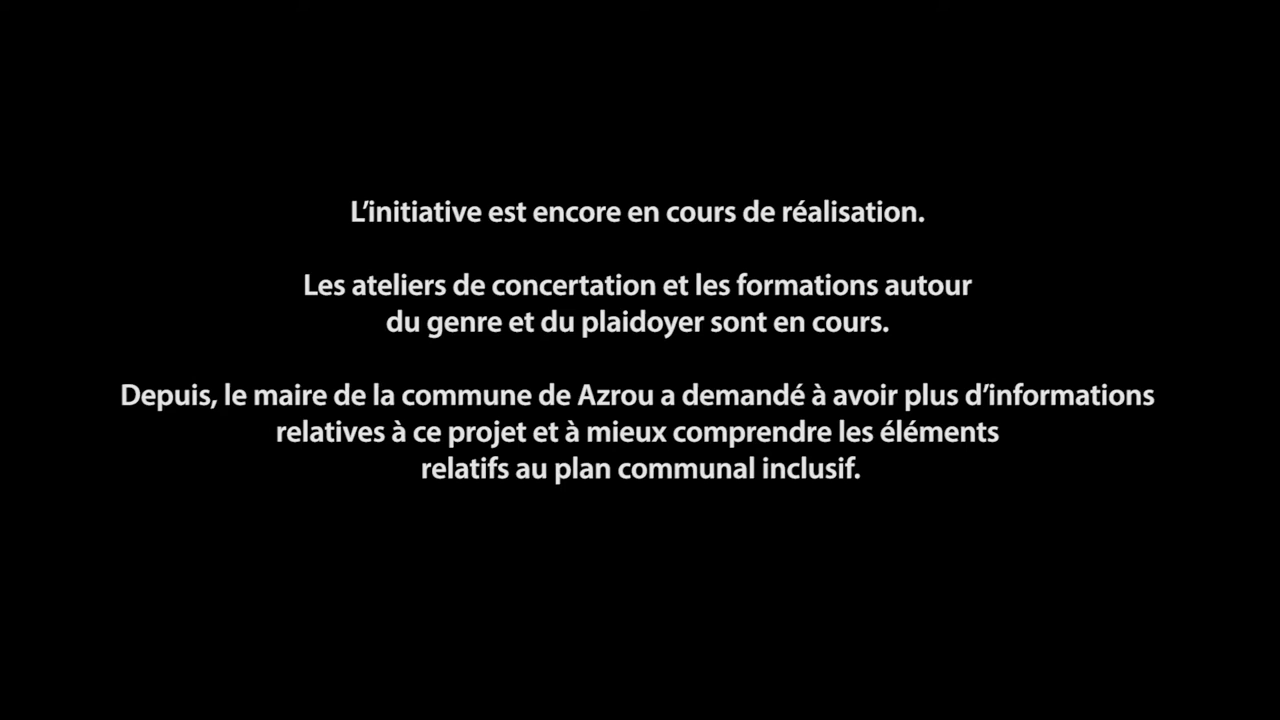 L’initiative est encore en cours de réalisation.
Les ateliers de concertation et les formations autour
du genre et du plaidoyer sont en cours.
Depuis, le maire de la commune de Azrou a demandé à avoir plus d’informations
relatives à ce projet et à mieux comprendre les éléments
relatifs au plan communal inclusif.